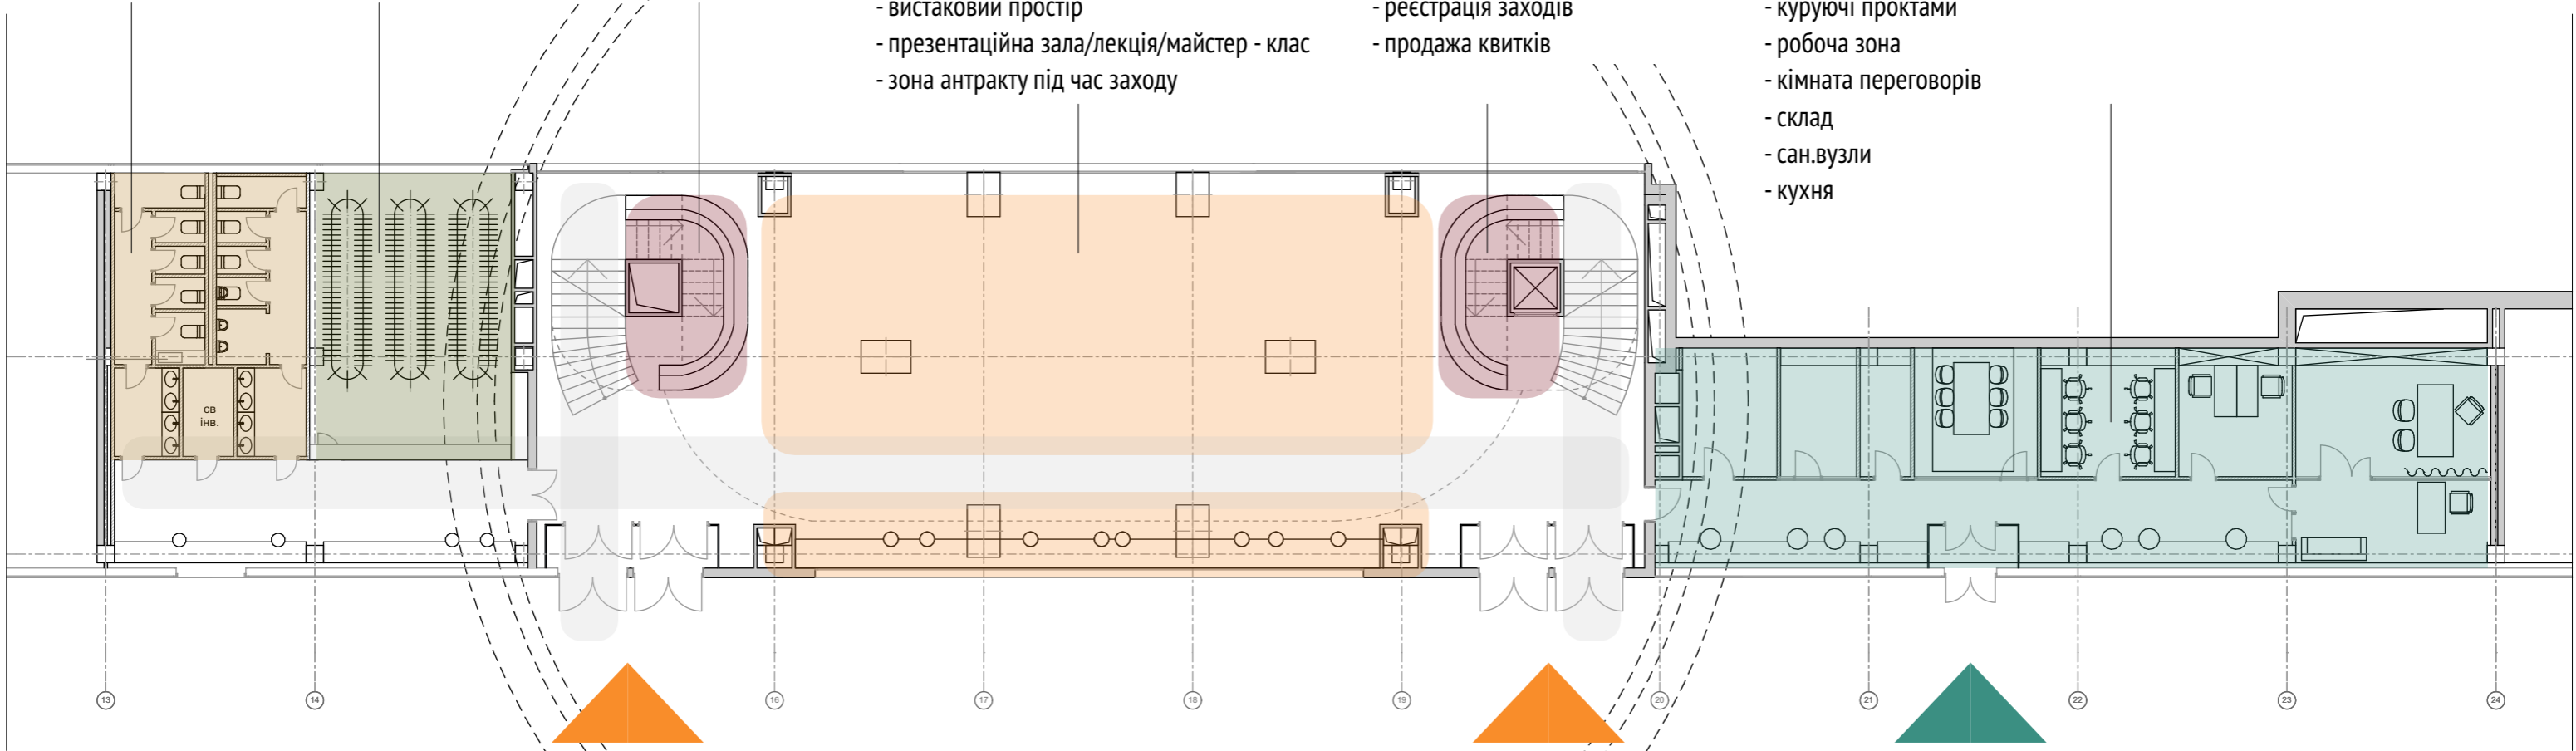 - вистаковий простір
- презентаційна зала/лекція/майстер - клас
- зона антракту під час заходу
- реєстрація заходів
- продажа квитків
- куруючі проктами
- робоча зона
- кімната переговорів
- склад
- сан.вузли
- кухня
СВ
ІНВ.
13
14
16
17
18
19
20
21
22
23
24